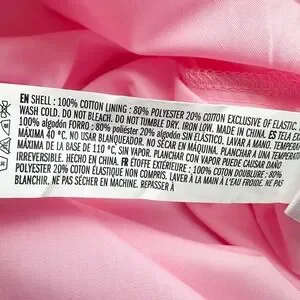 EN SHELL : 100% COTTON LINING : 80% POLYESTER 20% COTTON EXCLUSIVE OF ELASTIC
WASH COLD. DO NOT BLEACH. DO NOT TUMBLE DRY. IRON LOW. MADE IN CHINA. ES TELA EX
100% algodón FORRO : 80% poliéster 20% algodón SIN ELÁSTICO. LAVAR A MANO. TEMPERAT
MÁXIMA 40 °C. NO USAR BLANQUEADOR. NO SECAR EN MÁQUINA. PLANCHAR A UNA TEMPERA
MÁXIMA DE LA BASE DE 110 °C, SIN VAPOR. PLANCHAR CON VAPOR PUEDE CAUSAR DAÑO
IRREVERSIBLE. HECHO EN CHINA. FR ÉTOFFE EXTÉRIEURE : 100% COTON DOUBLURE : 80%
POLYESTER 20% COTON ÉLASTIQUE NON COMPRIS. LAVER À LA MAIN À L'EAU FROIDE. NE PAS
BLANCHIR. NE PAS SÉCHER EN MACHINE. REPASSER À